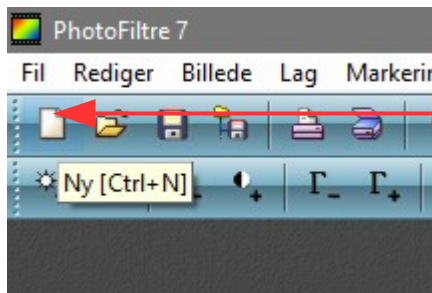 PhotoFiltre 7
Fil Rediger Billede Lag Markerin
Ny [Ctrl+N]
Γ- Γ+